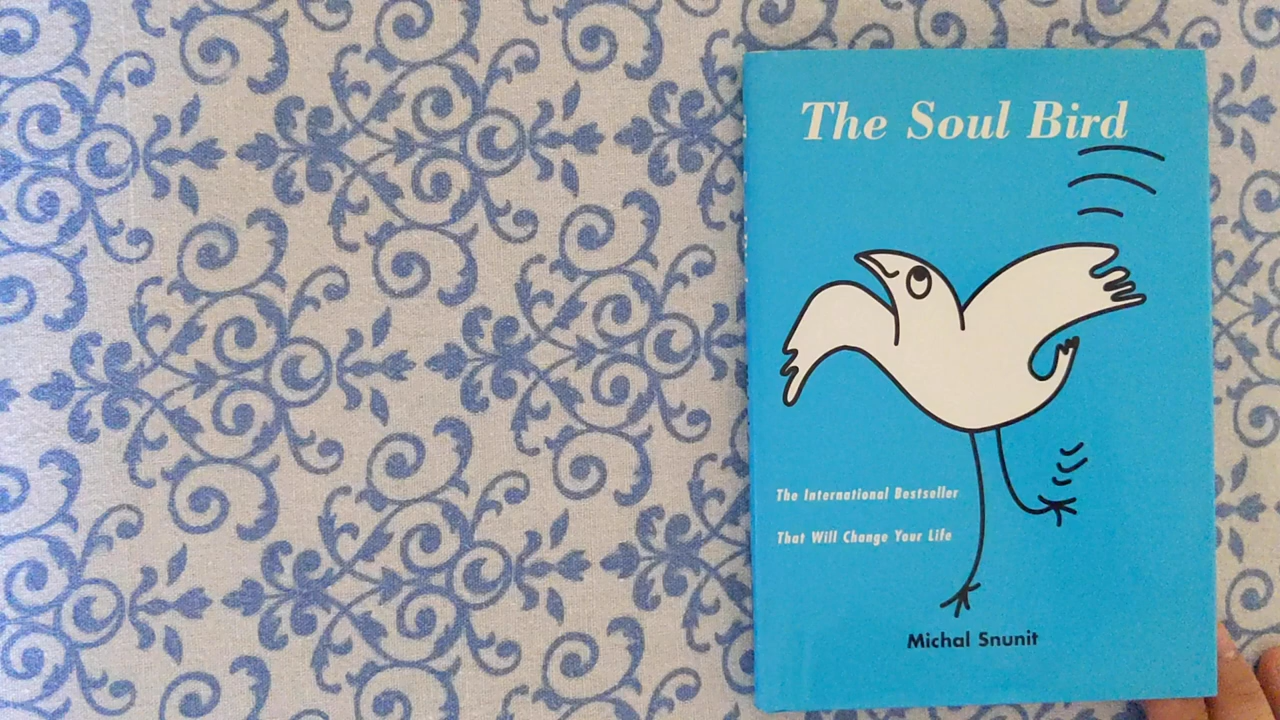 The Soul Bird
The International Bestseller
That Will Change Your Life
Michal Snunit